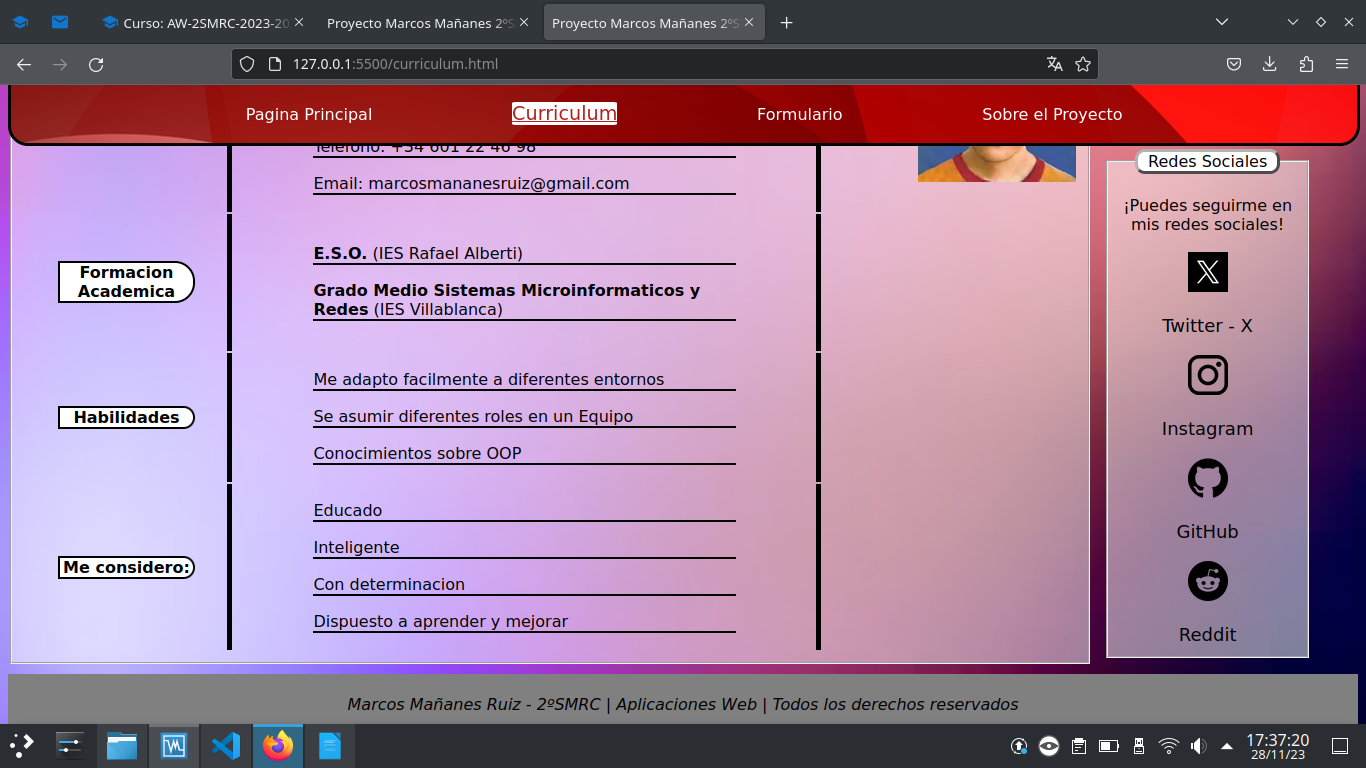 Curso: AW-2SMRC-2023-20
Proyecto Marcos Mañanes 2ºS
Proyecto Marcos Mañanes 2ºS
127.0.0.1:5500/curriculum.html
Pagina Principal
Curriculum
Formulario
Sobre el Proyecto
Telefono: +34 601 22 46 98
Email: marcosmananesruiz@gmail.com
Formacion
Academica
E.S.O. (IES Rafael Alberti)
Grado Medio Sistemas Microinformaticos y
Redes (IES Villablanca)
Habilidades
Me adapto facilmente a diferentes entornos
Se asumir diferentes roles en un Equipo
Conocimientos sobre OOP
Me considero:
Educado
Inteligente
Con determinacion
Dispuesto a aprender y mejorar
Redes Sociales
¡Puedes seguirme en
mis redes sociales!
Twitter - X
Instagram
GitHub
Reddit
Marcos Mañanes Ruiz - 2ºSMRC | Aplicaciones Web | Todos los derechos reservados
17:37:20
28/11/23